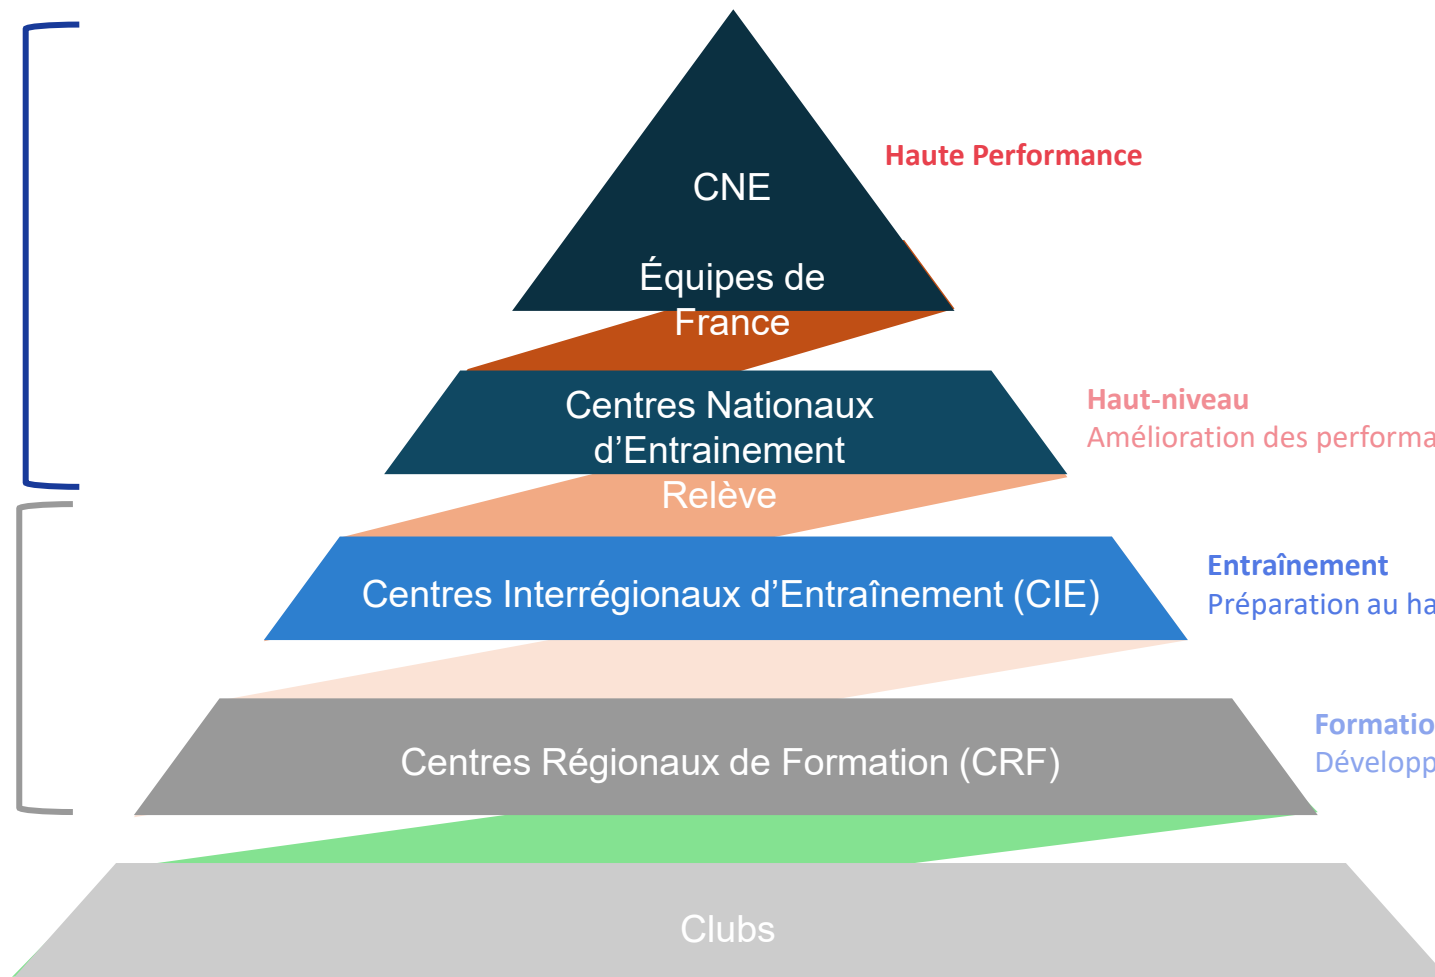 CNE
Haute Performance
Équipes de
France
Centres Nationaux
d’Entrainement
Relève
Haut-niveau
Amélioration des performa
Centres Interrégionaux d’Entraînement (CIE)
Entraînement
Préparation au ha
Centres Régionaux de Formation (CRF)
Formatio
Développ
Clubs